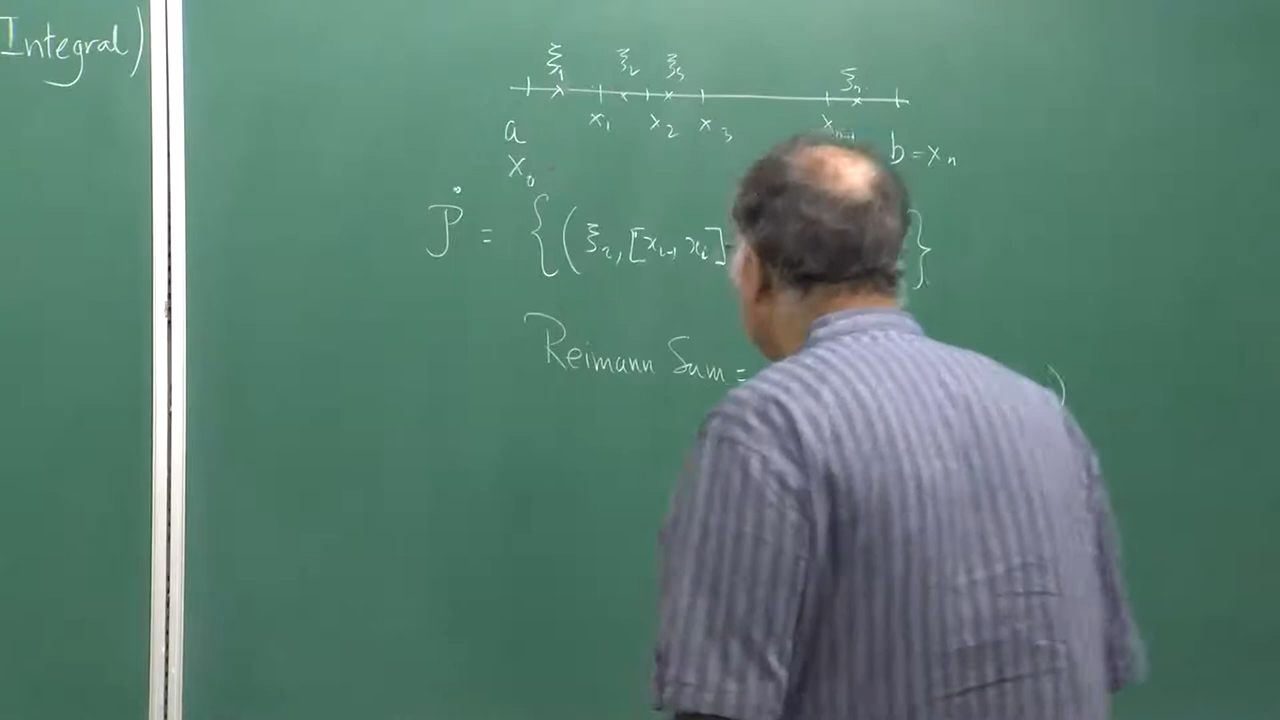 Integral)
ξ₁ ξ₂ ξ₃ ξₙ
a x₁ x₂ x₃ xₙ₋₁ b = xₙ
x₀
Ṗ = { ( ξᵢ, [xᵢ₋₁, xᵢ] }
Reimann Sum = )